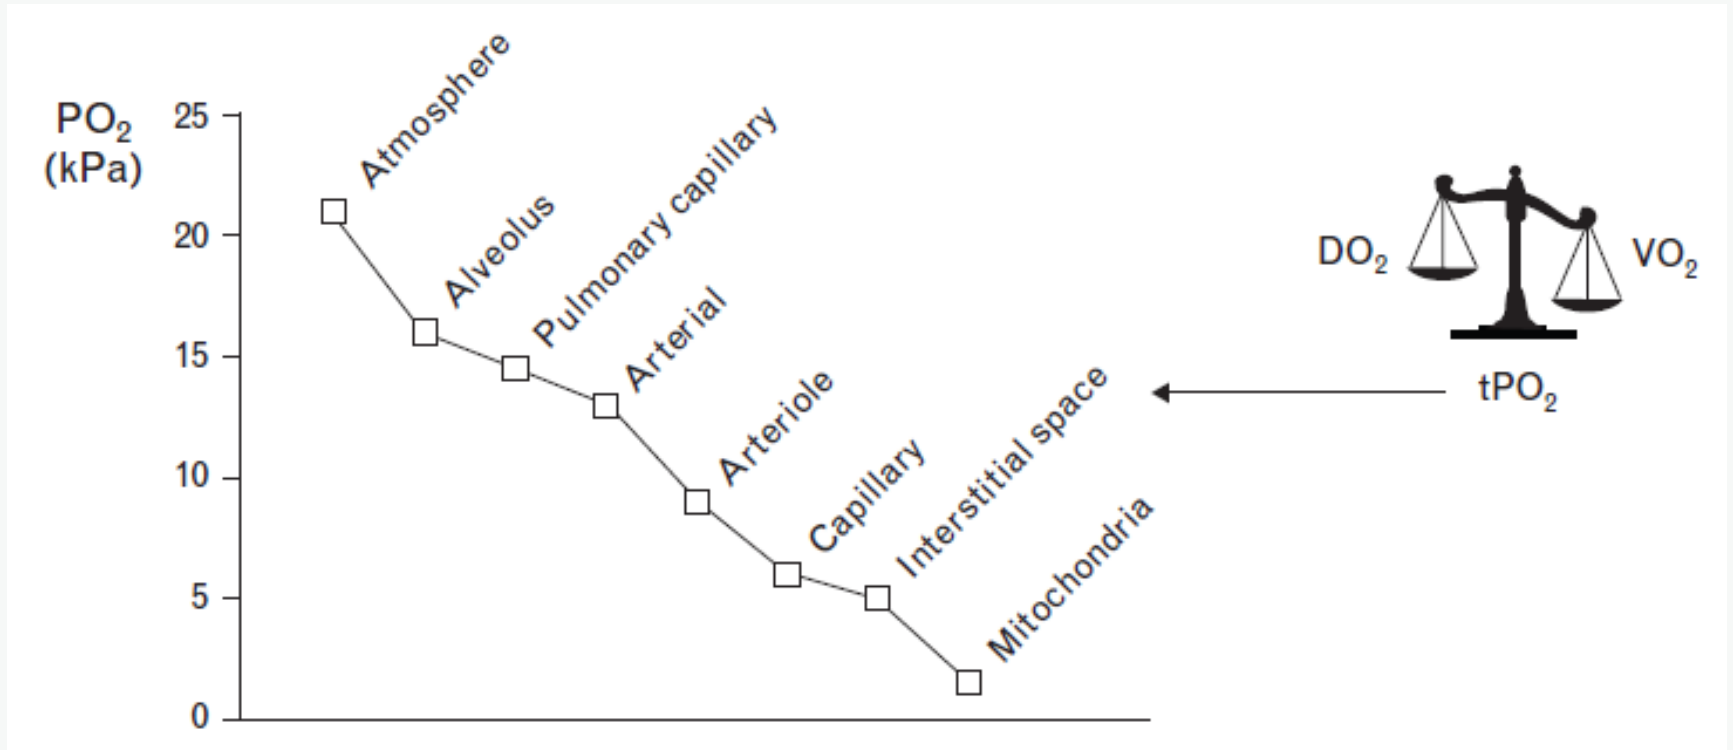 PO₂
(kPa)
25
20
15
10
5
0
Atmosphere
Alveolus
Pulmonary capillary
Arterial
Arteriole
Capillary
Interstitial space
Mitochondria
DO₂
VO₂
tPO₂